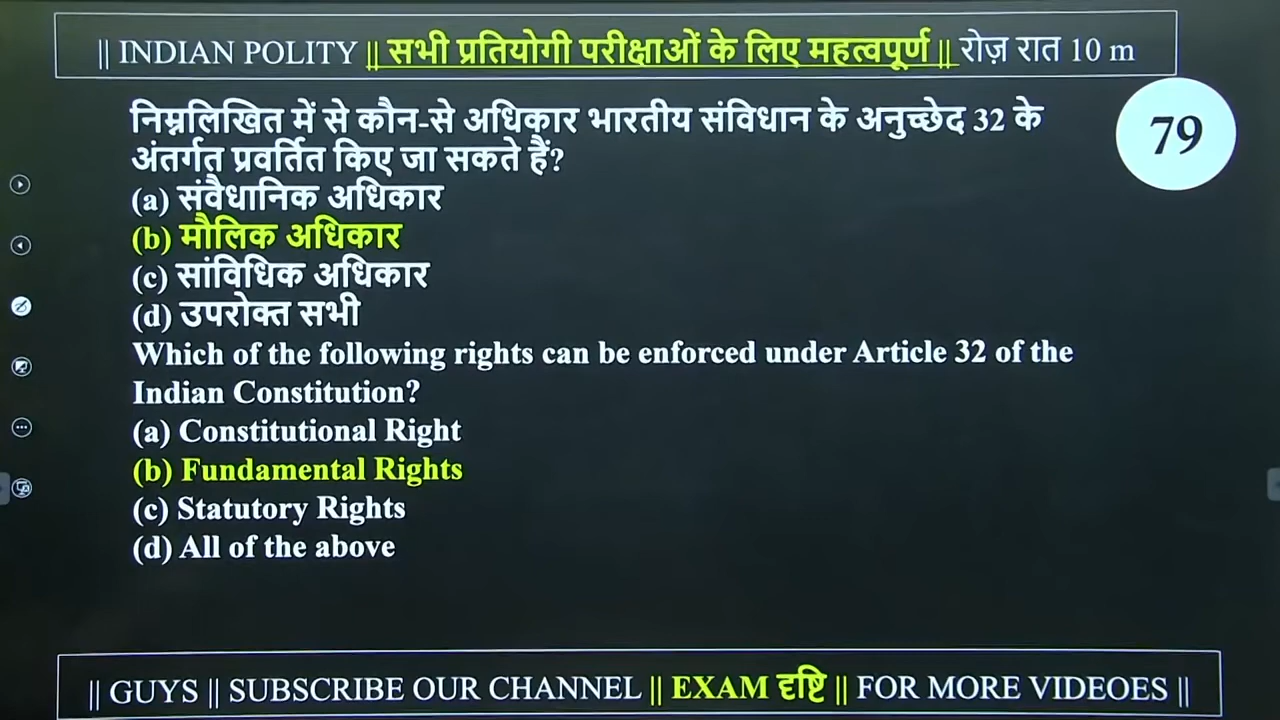 || INDIAN POLITY || सभी प्रतियोगी परीक्षाओं के लिए महत्वपूर्ण || रोज़ रात 10 m
79
निम्नलिखित में से कौन-से अधिकार भारतीय संविधान के अनुच्छेद 32 के
अंतर्गत प्रवर्तित किए जा सकते हैं?
(a) संवैधानिक अधिकार
(b) मौलिक अधिकार
(c) सांविधिक अधिकार
(d) उपरोक्त सभी
Which of the following rights can be enforced under Article 32 of the
Indian Constitution?
(a) Constitutional Right
(b) Fundamental Rights
(c) Statutory Rights
(d) All of the above
|| GUYS || SUBSCRIBE OUR CHANNEL || EXAM दृष्टि || FOR MORE VIDEOES ||